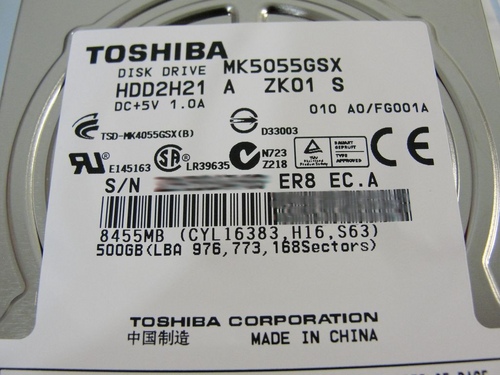 TOSHIBA
DISK DRIVE MK5055GSX
HDD2H21 A ZK01 S
DC+5V 1.0A
010 A0/FG001A
TSD-MK4055GSX(B)
D33003
E145163
LR39635
N723
Z218
S/N ER8 EC.A
8455MB (CYL16383,H16,S63)
500GB(LBA 976,773,168Sectors)
TOSHIBA CORPORATION
中国制造 MADE IN CHINA